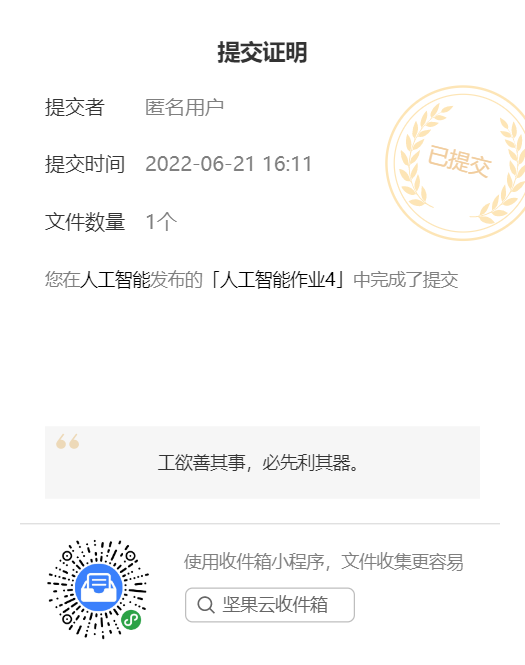 提交证明
提交者 匿名用户
已提交
提交时间 2022-06-21 16:11
文件数量 1个
您在人工智能发布的「人工智能作业4」中完成了提交
工欲善其事，必先利其器。
使用收件箱小程序，文件收集更容易
坚果云收件箱